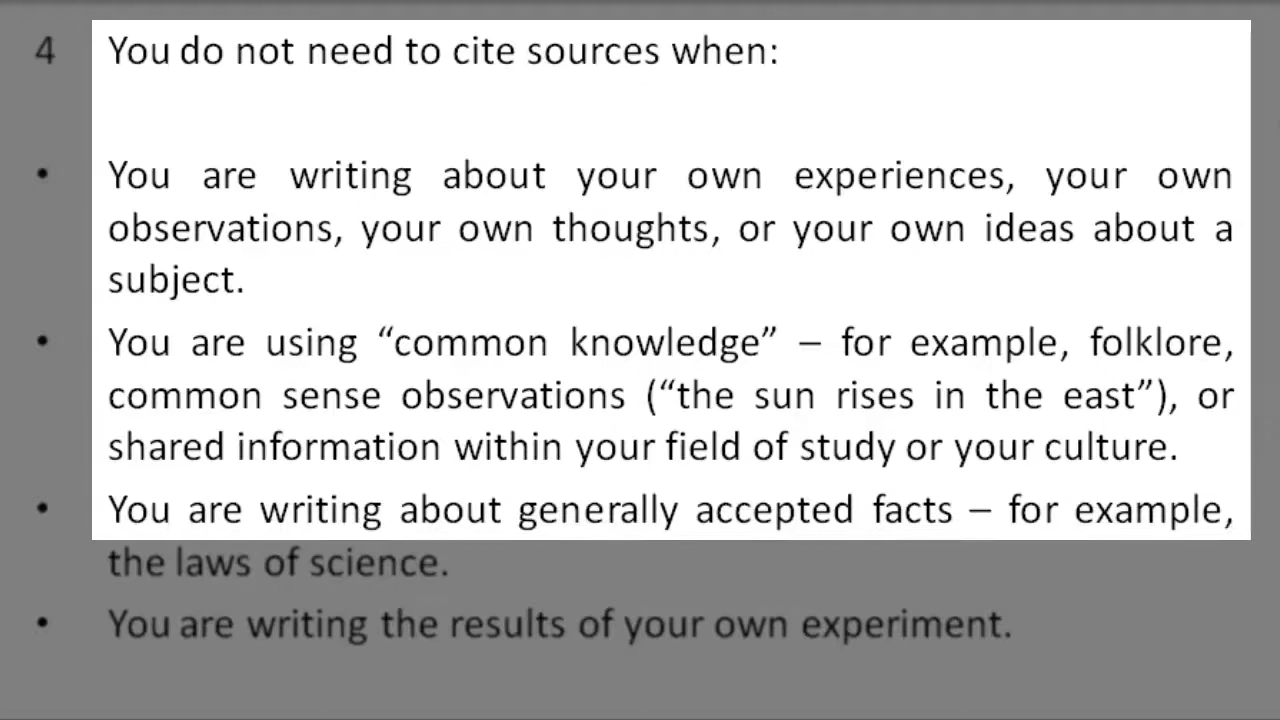 4 You do not need to cite sources when:
• You are writing about your own experiences, your own
observations, your own thoughts, or your own ideas about a
subject.
• You are using “common knowledge” – for example, folklore,
common sense observations (“the sun rises in the east”), or
shared information within your field of study or your culture.
• You are writing about generally accepted facts – for example,
the laws of science.
• You are writing the results of your own experiment.